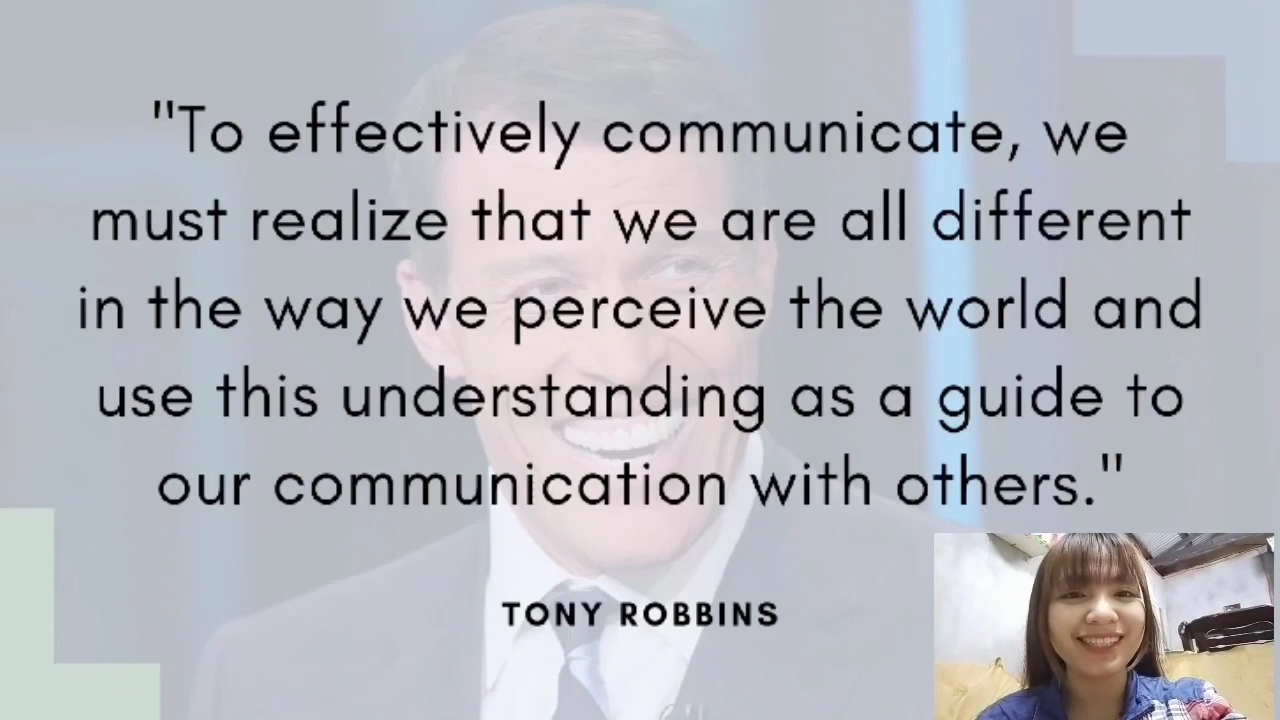 "To effectively communicate, we
must realize that we are all different
in the way we perceive the world and
use this understanding as a guide to
our communication with others."
TONY ROBBINS